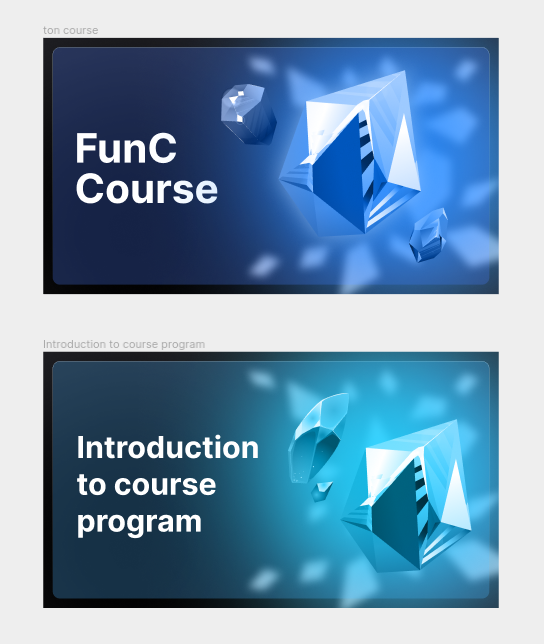 ton course
FunC
Course
Introduction to course program
Introduction
to course
program